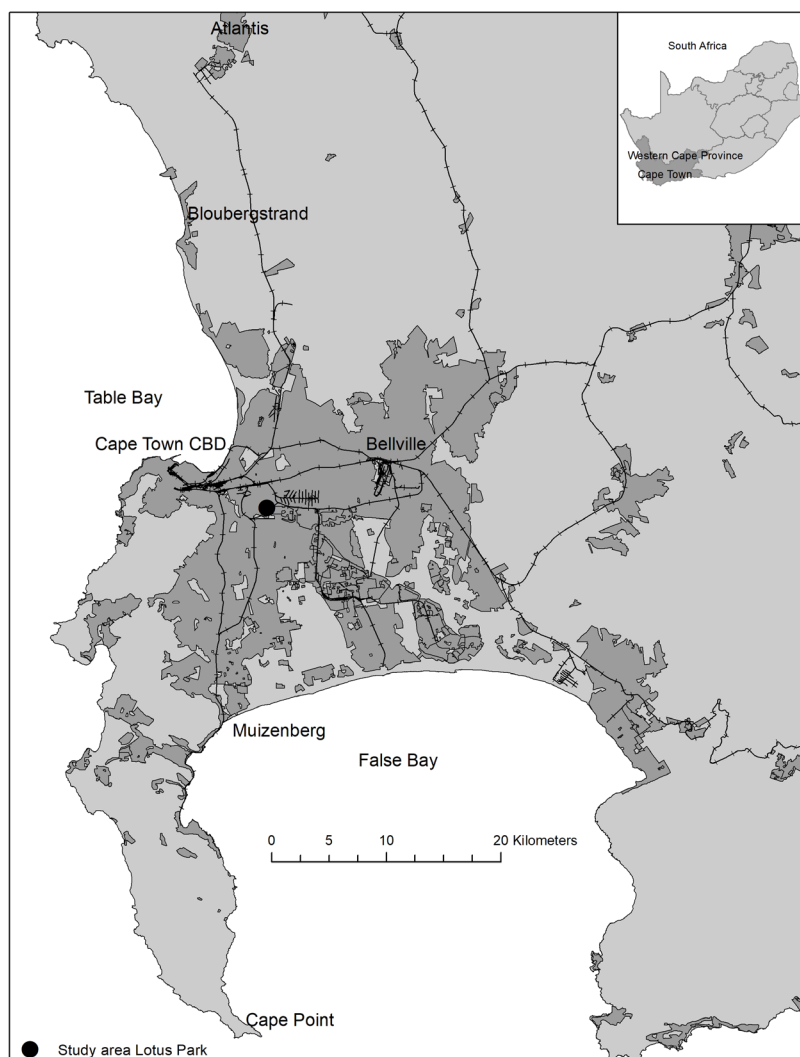 Atlantis
South Africa
Western Cape Province
Cape Town
Bloubergstrand
Table Bay
Cape Town CBD
Bellville
Muizenberg
False Bay
0 5 10 20 Kilometers
Cape Point
Study area Lotus Park